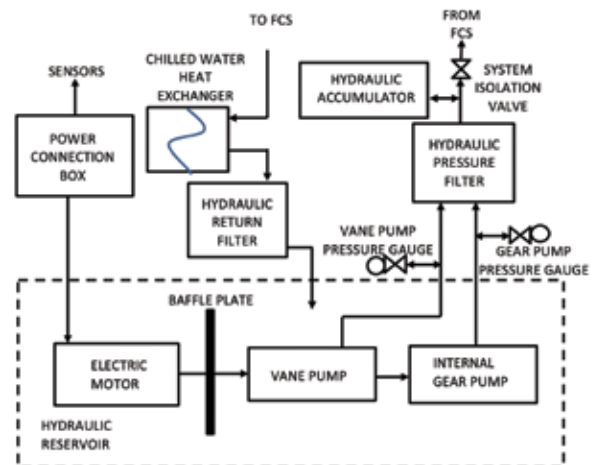 TO FCS
FROM
FCS
SENSORS
CHILLED WATER
HEAT
EXCHANGER
HYDRAULIC
ACCUMULATOR
SYSTEM
ISOLATION
VALVE
POWER
CONNECTION
BOX
HYDRAULIC
PRESSURE
FILTER
HYDRAULIC
RETURN
FILTER
VANE PUMP
PRESSURE GAUGE
GEAR PUMP
PRESSURE GAUGE
BAFFLE PLATE
ELECTRIC
MOTOR
VANE PUMP
INTERNAL
GEAR PUMP
HYDRAULIC
RESERVOIR